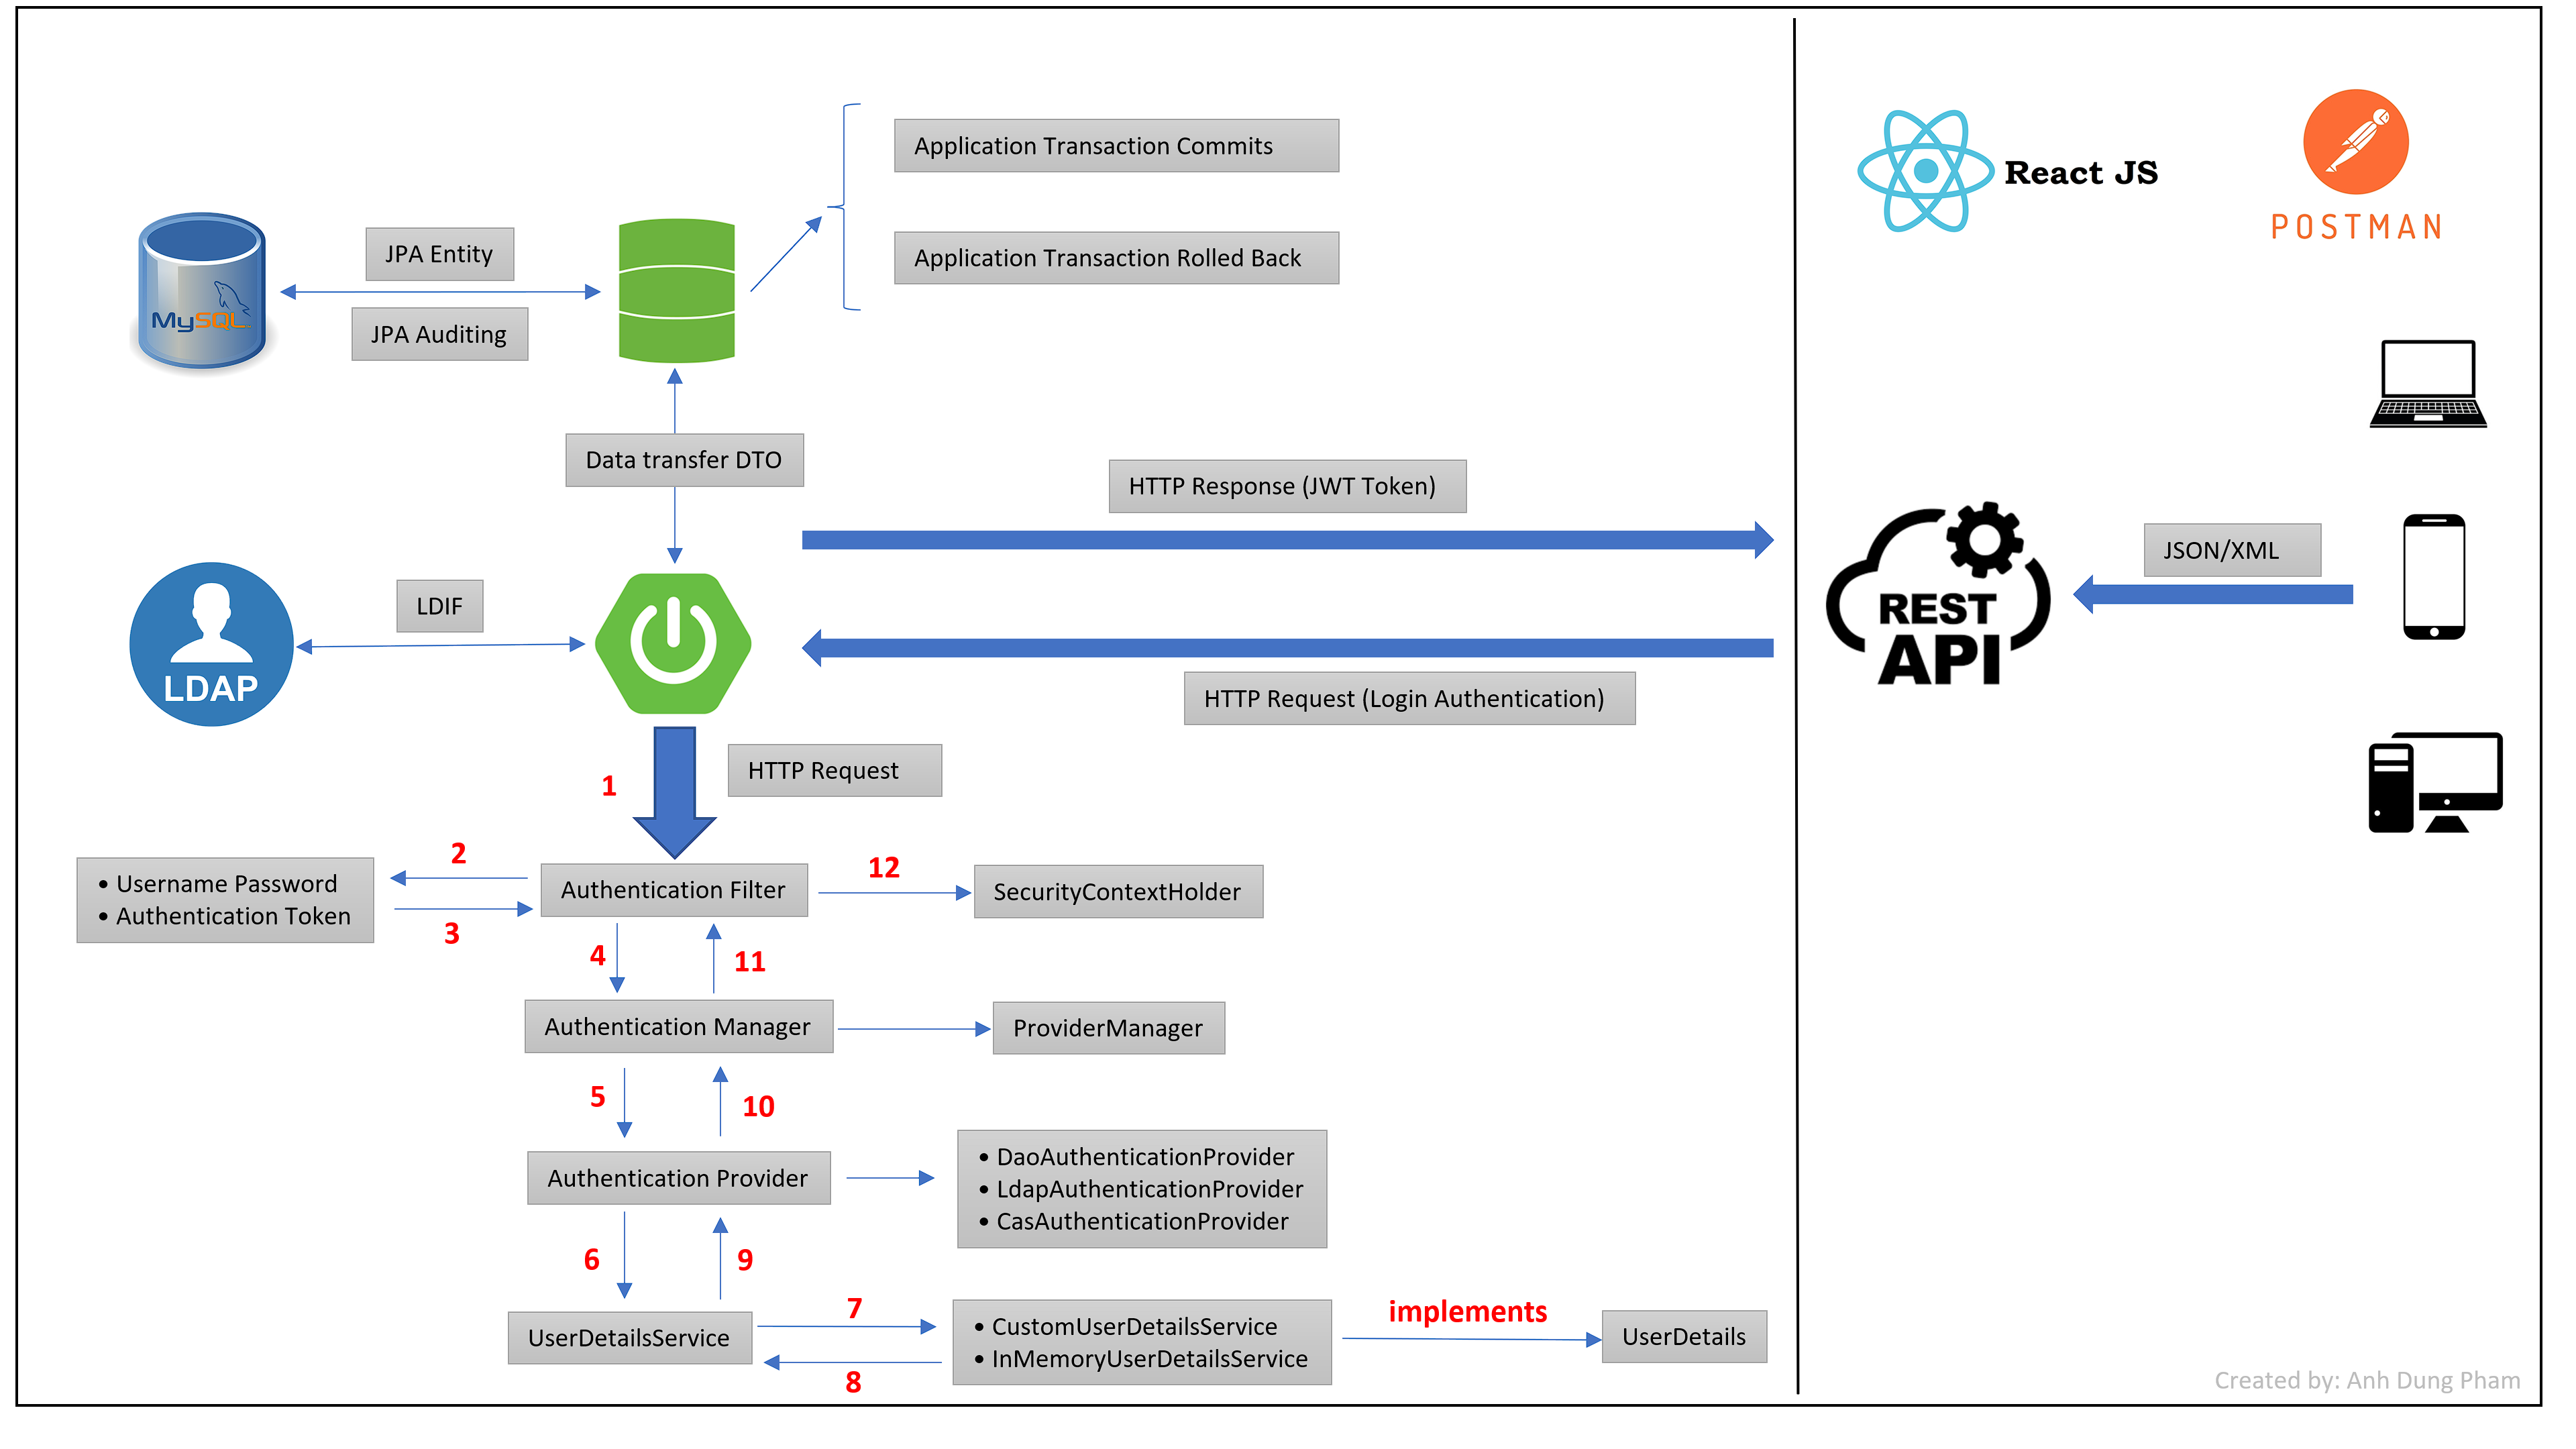 Application Transaction Commits
Application Transaction Rolled Back
React JS
POSTMAN
JPA Entity
MySQL
JPA Auditing
Data transfer DTO
HTTP Response (JWT Token)
JSON/XML
REST
API
LDIF
LDAP
HTTP Request (Login Authentication)
1
HTTP Request
• Username Password
• Authentication Token
2
3
Authentication Filter
12
SecurityContextHolder
4
11
Authentication Manager
ProviderManager
5
10
Authentication Provider
• DaoAuthenticationProvider
• LdapAuthenticationProvider
• CasAuthenticationProvider
6
9
UserDetailsService
7
8
• CustomUserDetailsService
• InMemoryUserDetailsService
implements
UserDetails
Created by: Anh Dung Pham